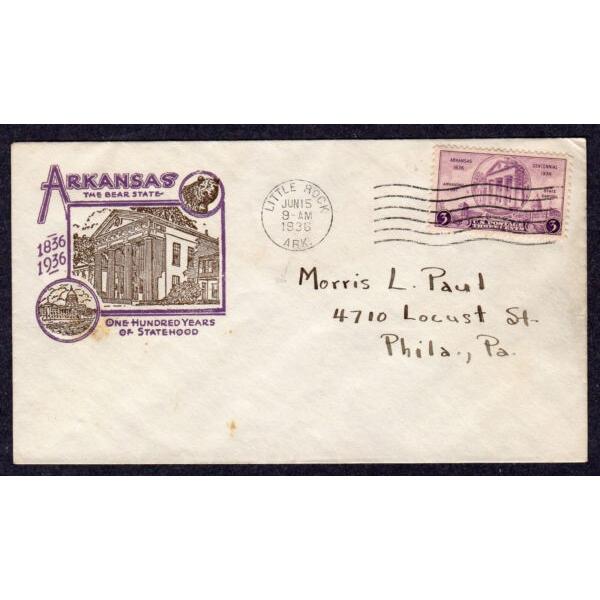 ARKANSAS
THE BEAR STATE
1836
1936
ONE HUNDRED YEARS
OF STATEHOOD
LITTLE ROCK
JUN 15
9-AM
1936
ARK.
ARKANSAS
1836
CENTENNIAL
1936
3
3
Morris L. Paul
4710 Locust St.
Phila., Pa.